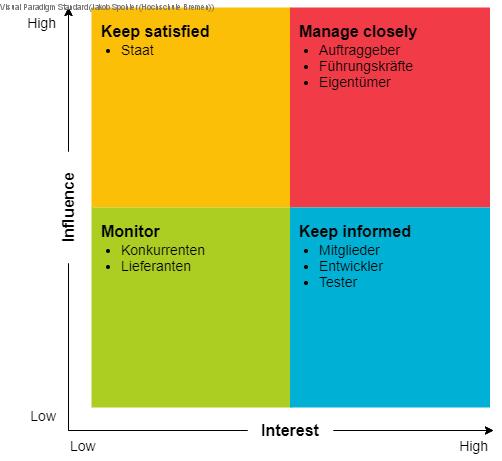 Visual Paradigm Standard(Jakob Spönler(Hochschule Bremen))
High
Keep satisfied
• Staat
Manage closely
• Auftraggeber
• Führungskräfte
• Eigentümer
Influence
Monitor
• Konkurrenten
• Lieferanten
Keep informed
• Mitglieder
• Entwickler
• Tester
Low
Interest
Low
High